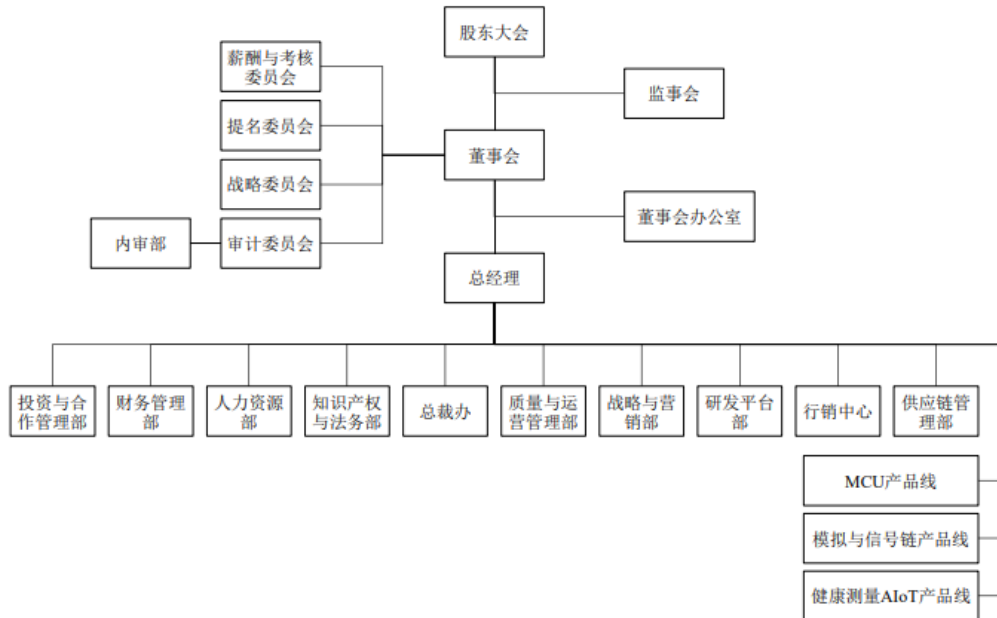 股东大会
薪酬与考核
委员会
监事会
提名委员会
董事会
战略委员会
董事会办公室
内审部
审计委员会
总经理
投资与合
作管理部
财务管理
部
人力资源
部
知识产权
与法务部
总裁办
质量与运
营管理部
战略与营
销部
研发平台
部
行销中心
供应链管
理部
MCU产品线
模拟与信号链产品线
健康测量AIoT产品线